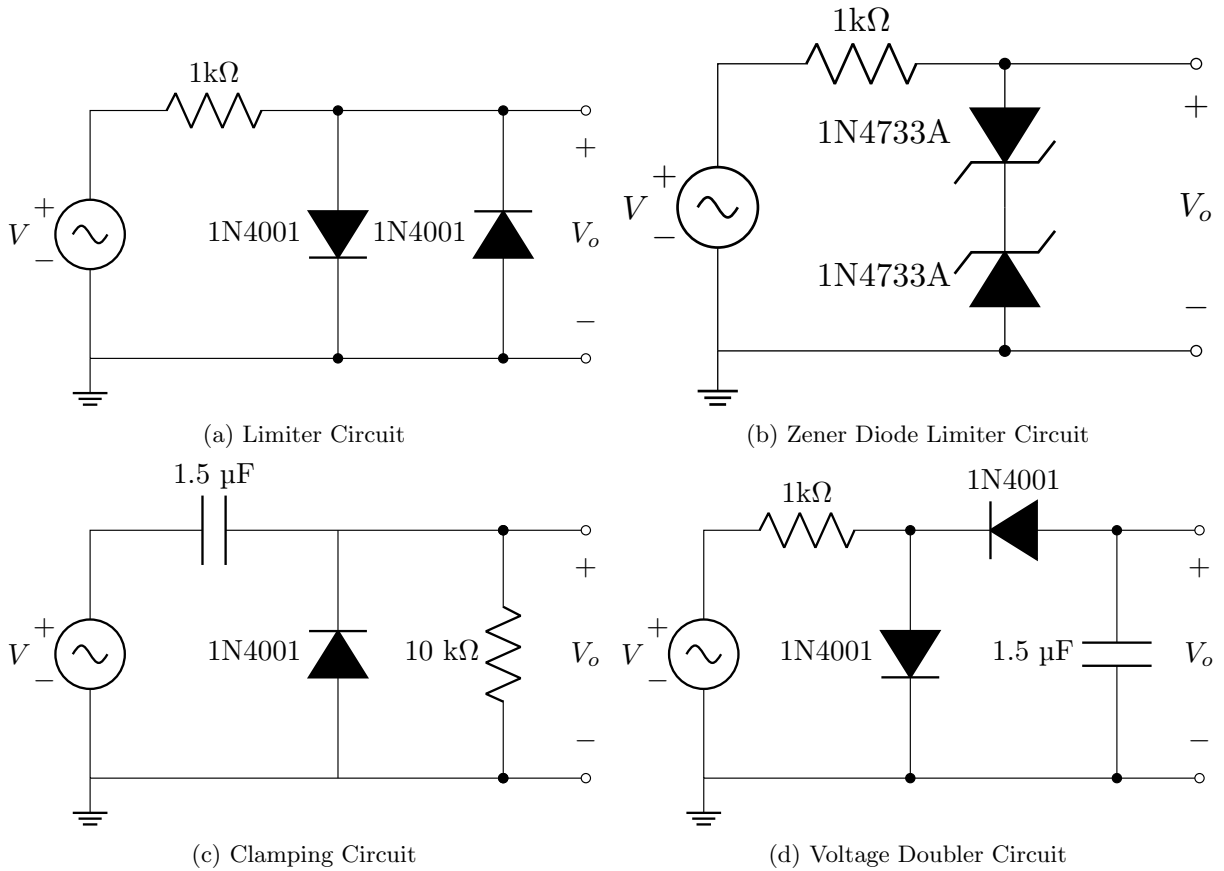 1kΩ
+
V
−
1N4001
1N4001
+
Vₒ
−
(a) Limiter Circuit
1kΩ
+
V
−
1N4733A
1N4733A
+
Vₒ
−
(b) Zener Diode Limiter Circuit
1.5 µF
+
V
−
1N4001
10 kΩ
+
Vₒ
−
(c) Clamping Circuit
1kΩ
1N4001
+
V
−
1N4001
1.5 µF
+
Vₒ
−
(d) Voltage Doubler Circuit